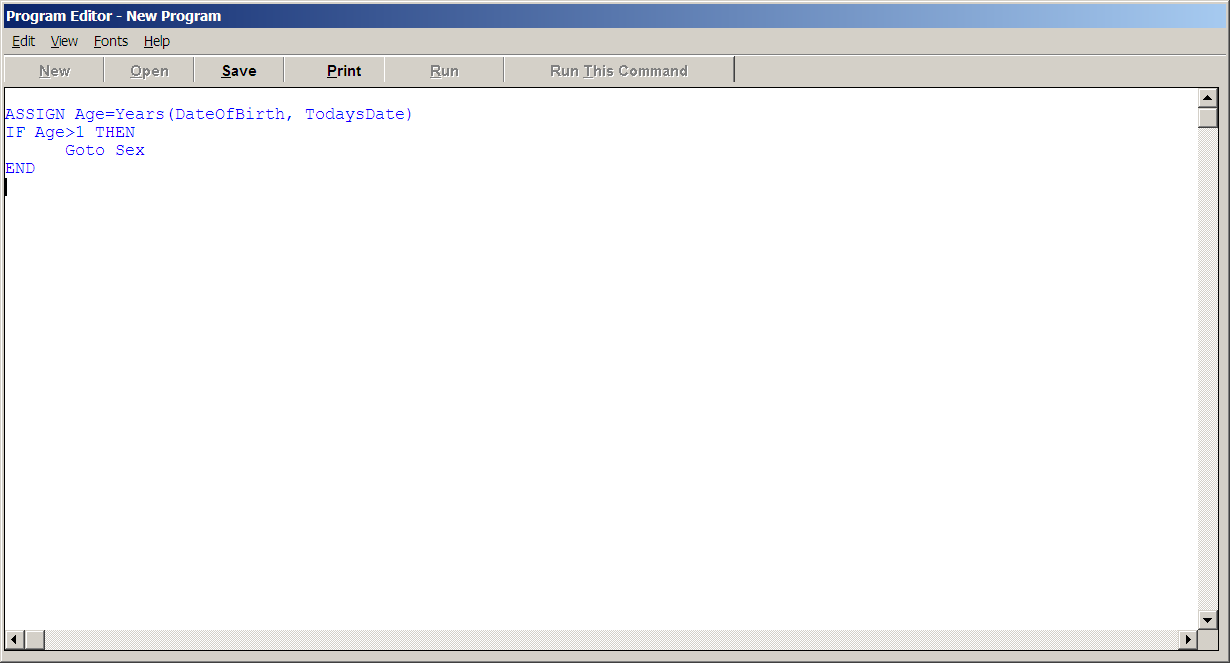 Program Editor - New Program
Edit View Fonts Help
New Open Save Print Run Run This Command
ASSIGN Age=Years(DateOfBirth, TodaysDate)
IF Age>1 THEN
      Goto Sex
END